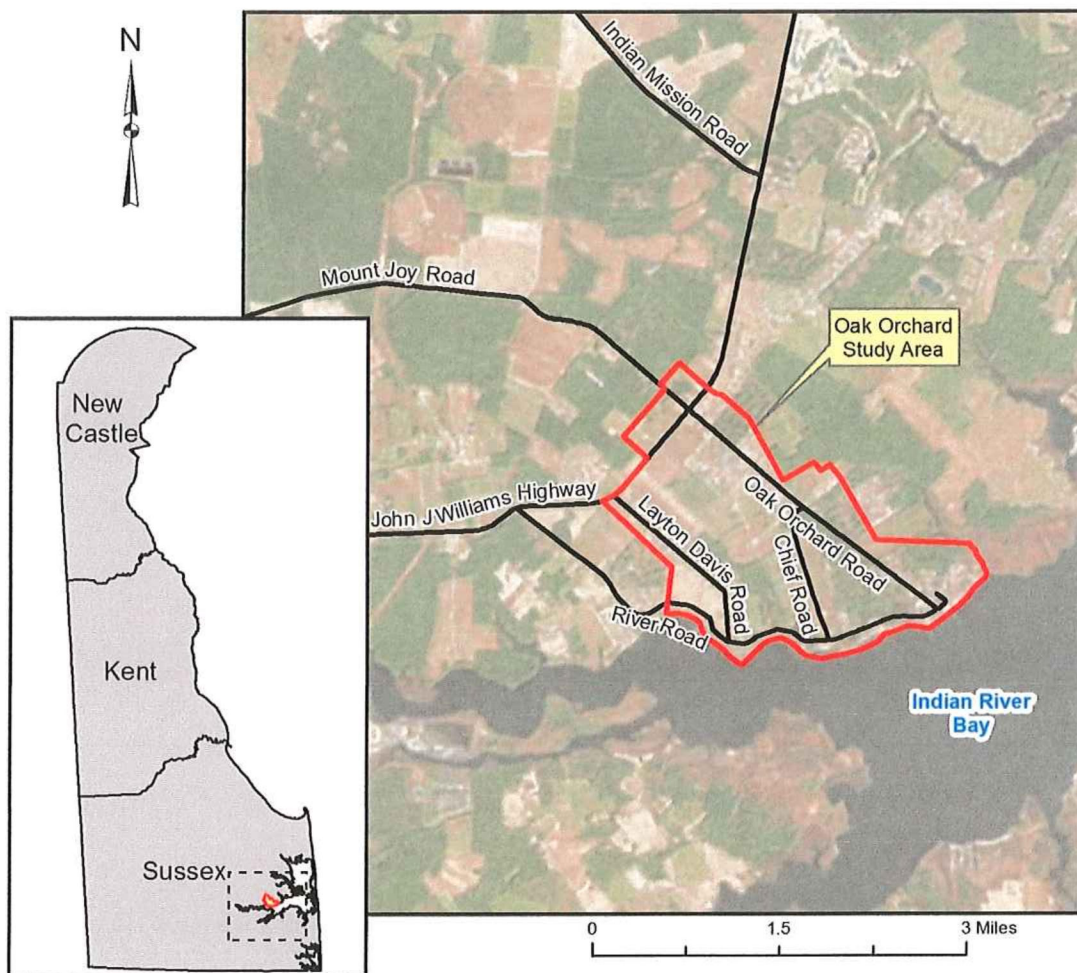 N
Indian Mission Road
Mount Joy Road
Oak Orchard
Study Area
New
Castle
John J Williams Highway
Layton Davis Road
Oak Orchard Road
Chief Road
River Road
Kent
Indian River
Bay
Sussex
0 1.5 3 Miles